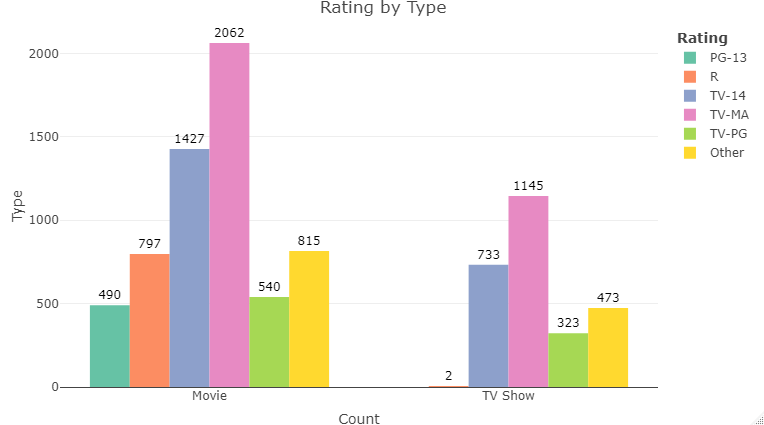 Rating by Type
Rating
PG-13
R
TV-14
TV-MA
TV-PG
Other
Type
2000
1500
1000
500
0
490
797
1427
2062
540
815
2
733
1145
323
473
Movie
TV Show
Count